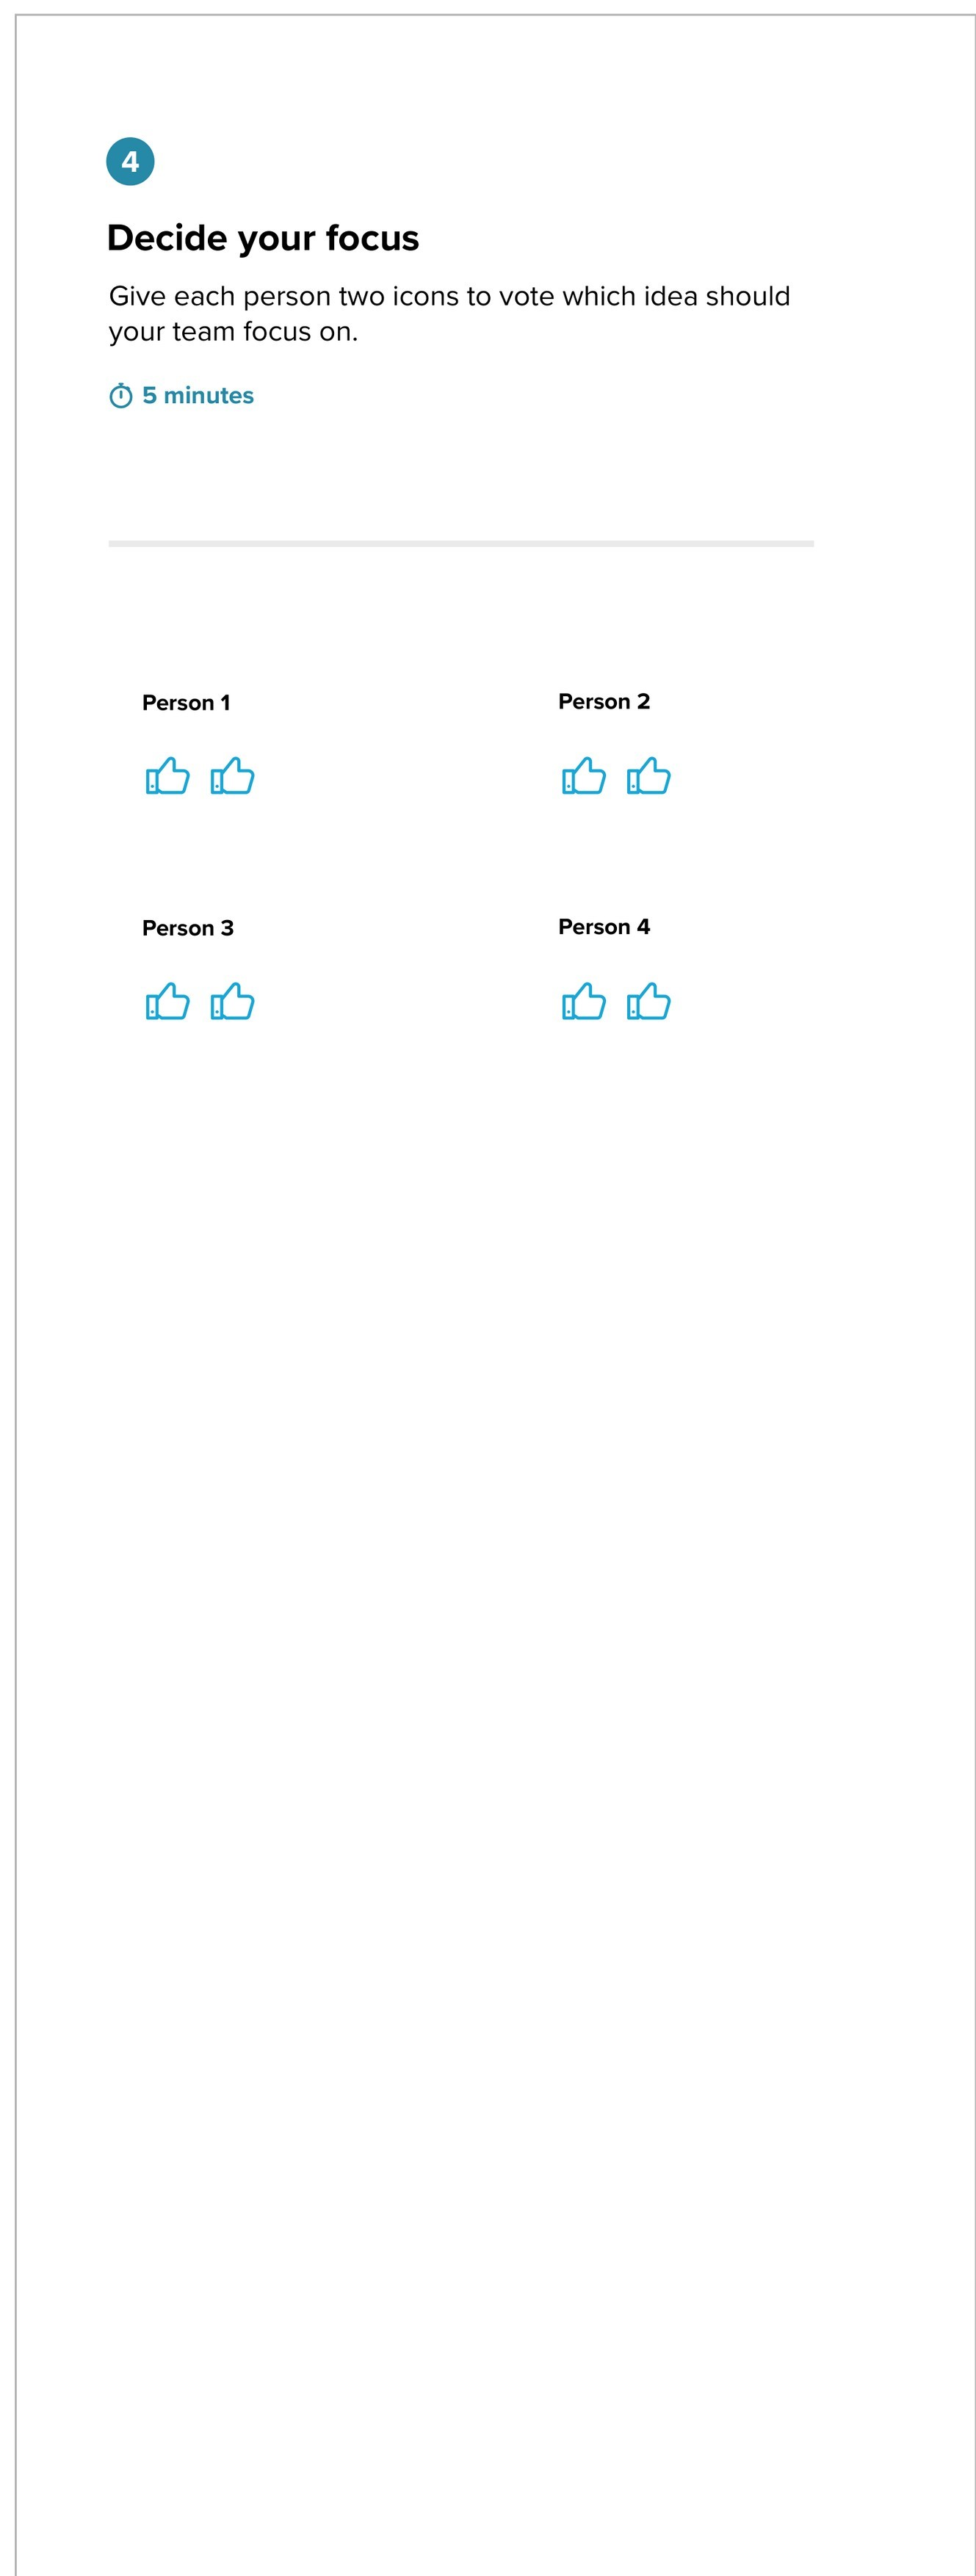 4
Decide your focus
Give each person two icons to vote which idea should
your team focus on.
5 minutes
Person 1
Person 2
Person 3
Person 4